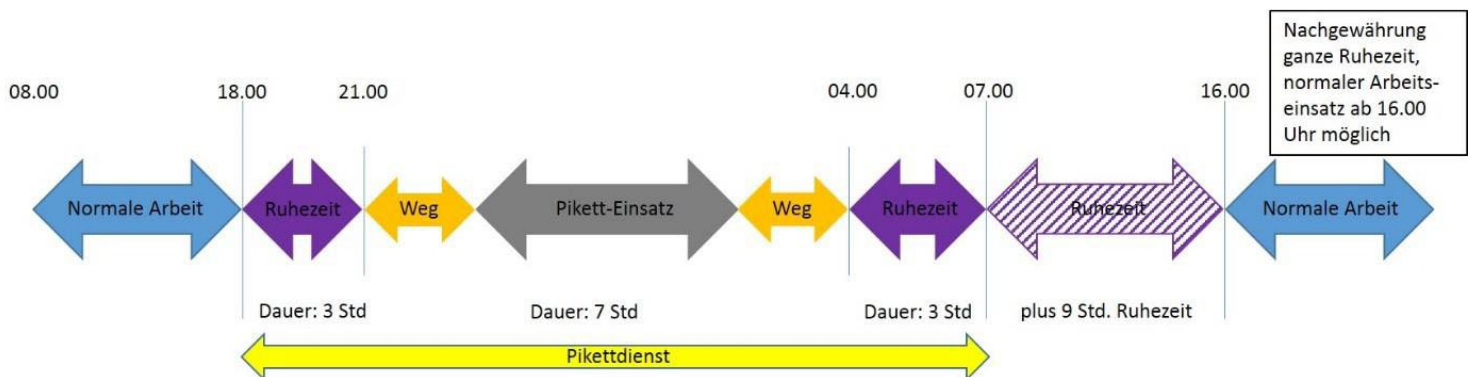 Nachgewährung
ganze Ruhezeit,
normaler Arbeits-
einsatz ab 16.00
Uhr möglich
08.00 18.00 21.00 04.00 07.00 16.00
Normale Arbeit Ruhezeit Weg Pikett-Einsatz Weg Ruhezeit Ruhezeit Normale Arbeit
Dauer: 3 Std Dauer: 7 Std Dauer: 3 Std plus 9 Std. Ruhezeit
Pikettdienst